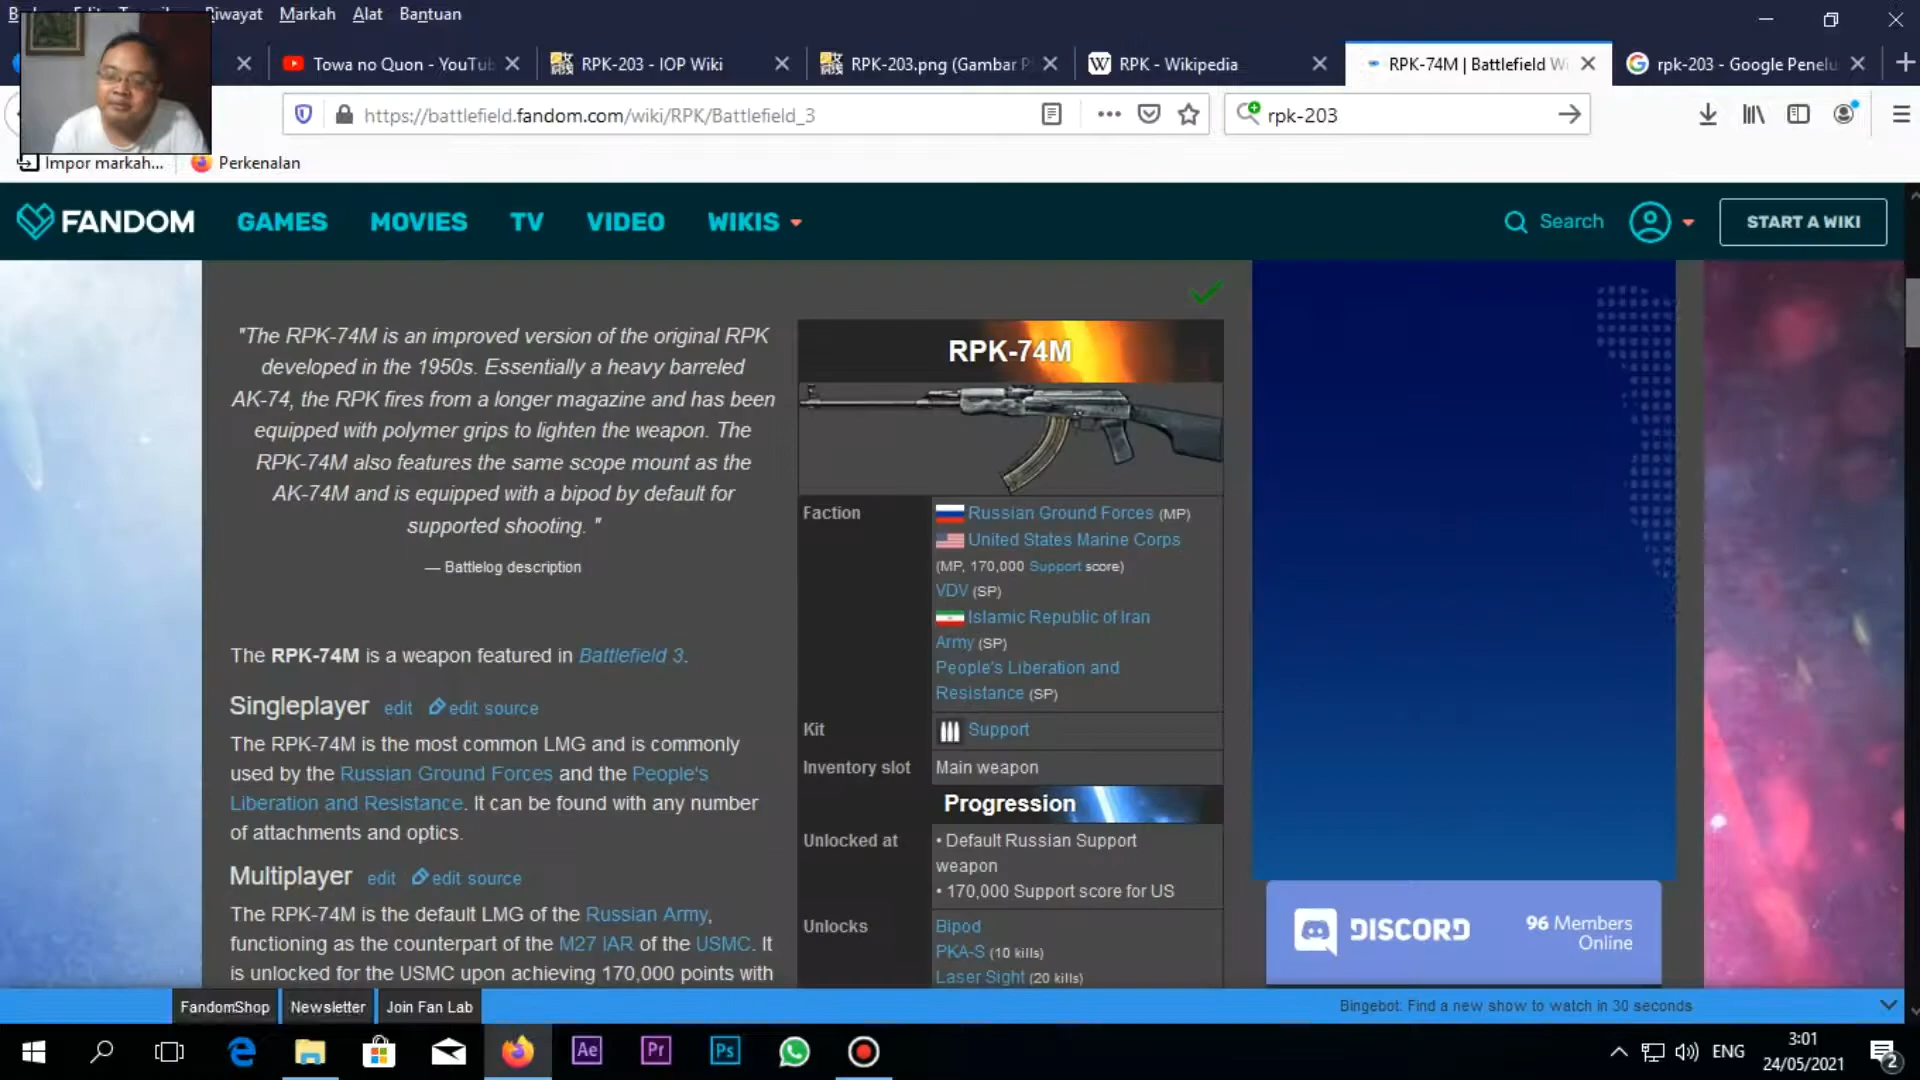 Riwayat Markah Alat Bantuan
Towa no Quon - YouTub
RPK-203 - IOP Wiki
RPK-203.png (Gambar P
RPK - Wikipedia
RPK-74M | Battlefield Wi
rpk-203 - Google Penelu
https://battlefield.fandom.com/wiki/RPK/Battlefield_3
rpk-203
Impor markah...
Perkenalan
FANDOM
GAMES MOVIES TV VIDEO WIKIS
Search
START A WIKI
"The RPK-74M is an improved version of the original RPK
developed in the 1950s. Essentially a heavy barreled
AK-74, the RPK fires from a longer magazine and has been
equipped with polymer grips to lighten the weapon. The
RPK-74M also features the same scope mount as the
AK-74M and is equipped with a bipod by default for
supported shooting. "
— Battlelog description
The RPK-74M is a weapon featured in Battlefield 3.
Singleplayer edit edit source
The RPK-74M is the most common LMG and is commonly
used by the Russian Ground Forces and the People's
Liberation and Resistance. It can be found with any number
of attachments and optics.
Multiplayer edit edit source
The RPK-74M is the default LMG of the Russian Army,
functioning as the counterpart of the M27 IAR of the USMC. It
is unlocked for the USMC upon achieving 170,000 points with
RPK-74M
Faction
Russian Ground Forces (MP)
United States Marine Corps
(MP, 170,000 Support score)
VDV (SP)
Islamic Republic of Iran
Army (SP)
People's Liberation and
Resistance (SP)
Kit
Support
Inventory slot
Main weapon
Progression
Unlocked at
• Default Russian Support
weapon
• 170,000 Support score for US
Unlocks
Bipod
PKA-S (10 kills)
Laser Sight (20 kills)
DISCORD
96 Members
Online
FandomShop
Newsletter
Join Fan Lab
Bingebot: Find a new show to watch in 30 seconds
Ae
Pr
Ps
ENG
3:01
24/05/2021
2